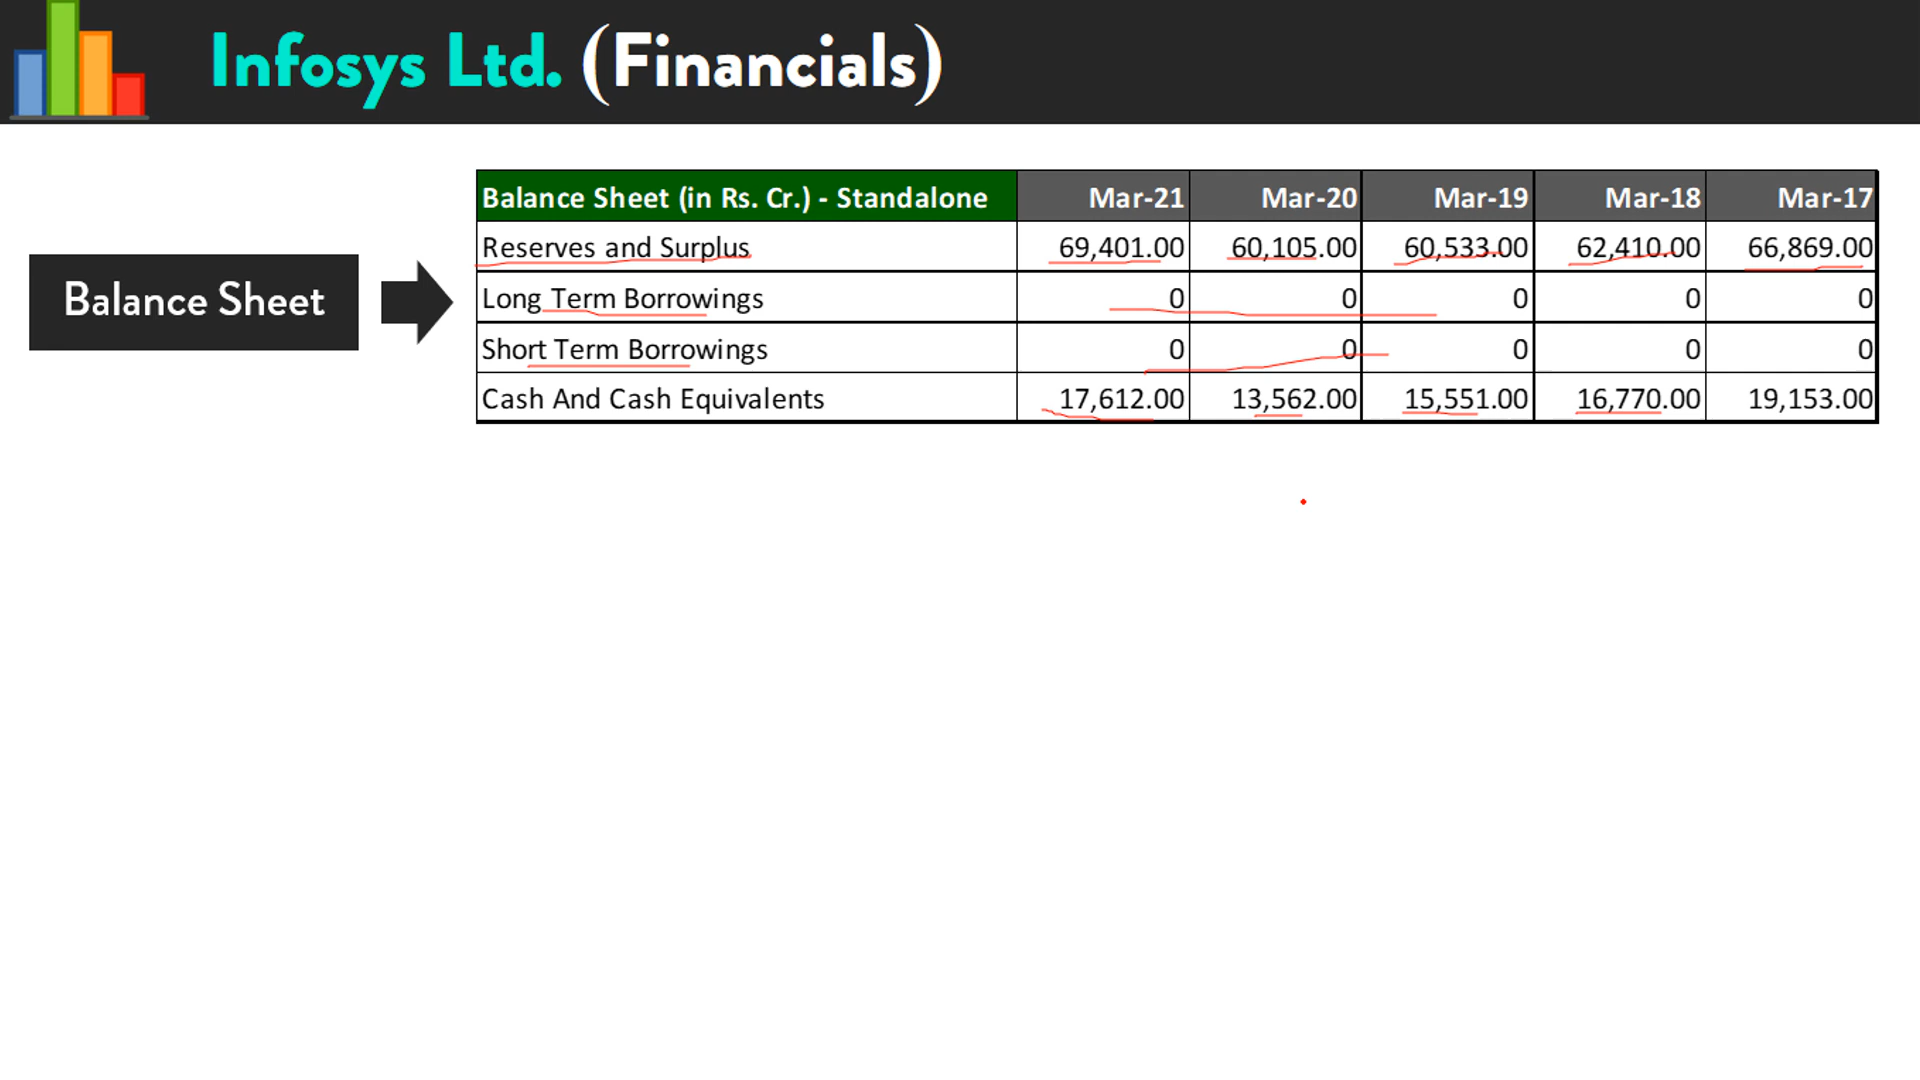 Infosys Ltd. (Financials)
Balance Sheet
Balance Sheet (in Rs. Cr.) - Standalone Mar-21 Mar-20 Mar-19 Mar-18 Mar-17
Reserves and Surplus 69,401.00 60,105.00 60,533.00 62,410.00 66,869.00
Long Term Borrowings 0 0 0 0 0
Short Term Borrowings 0 0 0 0 0
Cash And Cash Equivalents 17,612.00 13,562.00 15,551.00 16,770.00 19,153.00